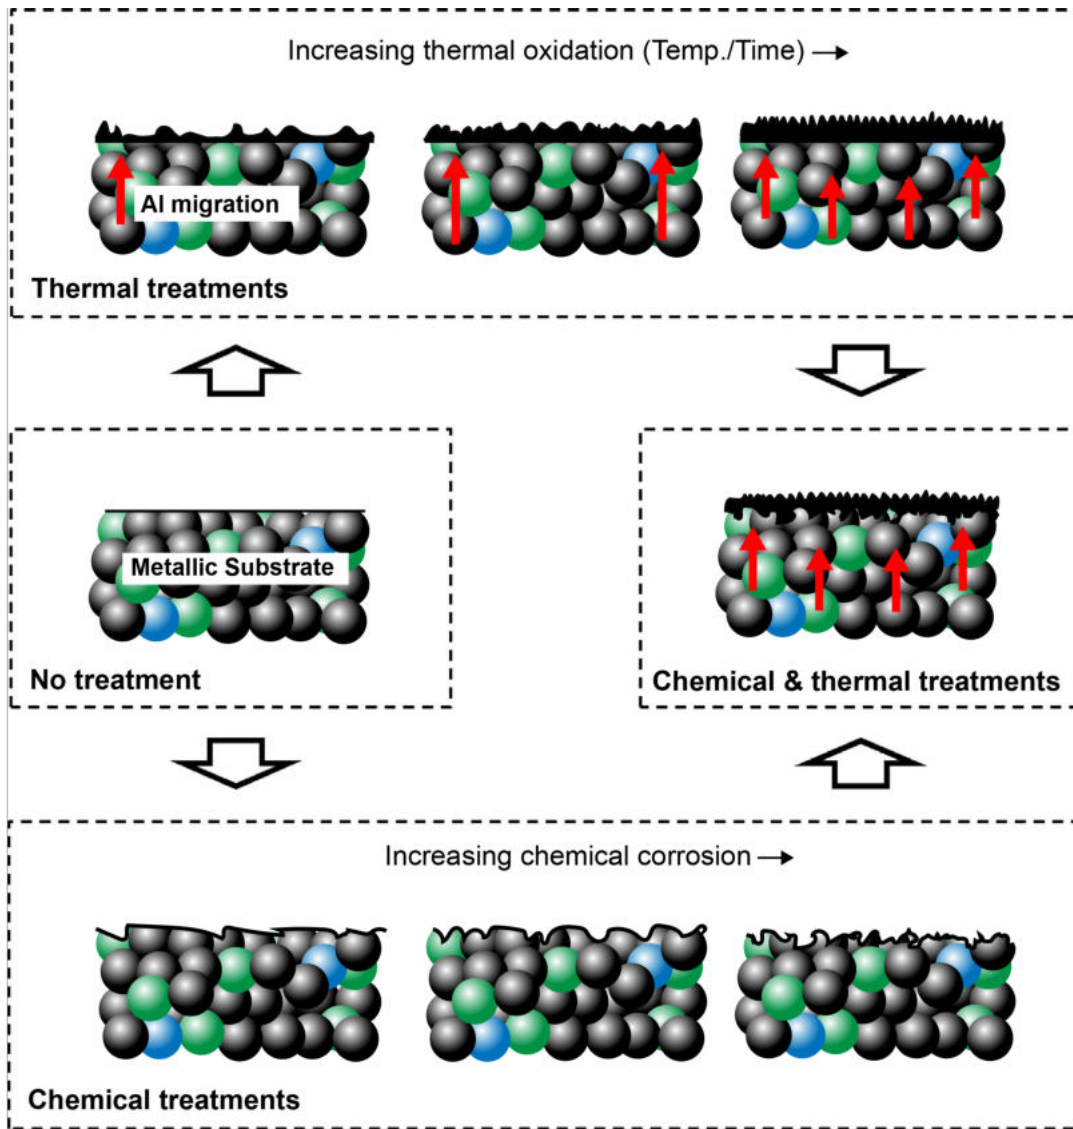 Increasing thermal oxidation (Temp./Time) →
Al migration
Thermal treatments
Metallic Substrate
No treatment
Chemical & thermal treatments
Increasing chemical corrosion →
Chemical treatments